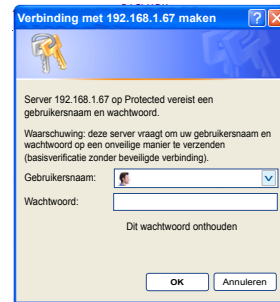 Verbinding met 192.168.1.67 maken
Server 192.168.1.67 op Protected vereist een
gebruikersnaam en wachtwoord.
Waarschuwing: deze server vraagt om uw gebruikersnaam en
wachtwoord op een onveilige manier te verzenden
(basisverificatie zonder beveiligde verbinding).
Gebruikersnaam:
Wachtwoord:
Dit wachtwoord onthouden
OK Annuleren